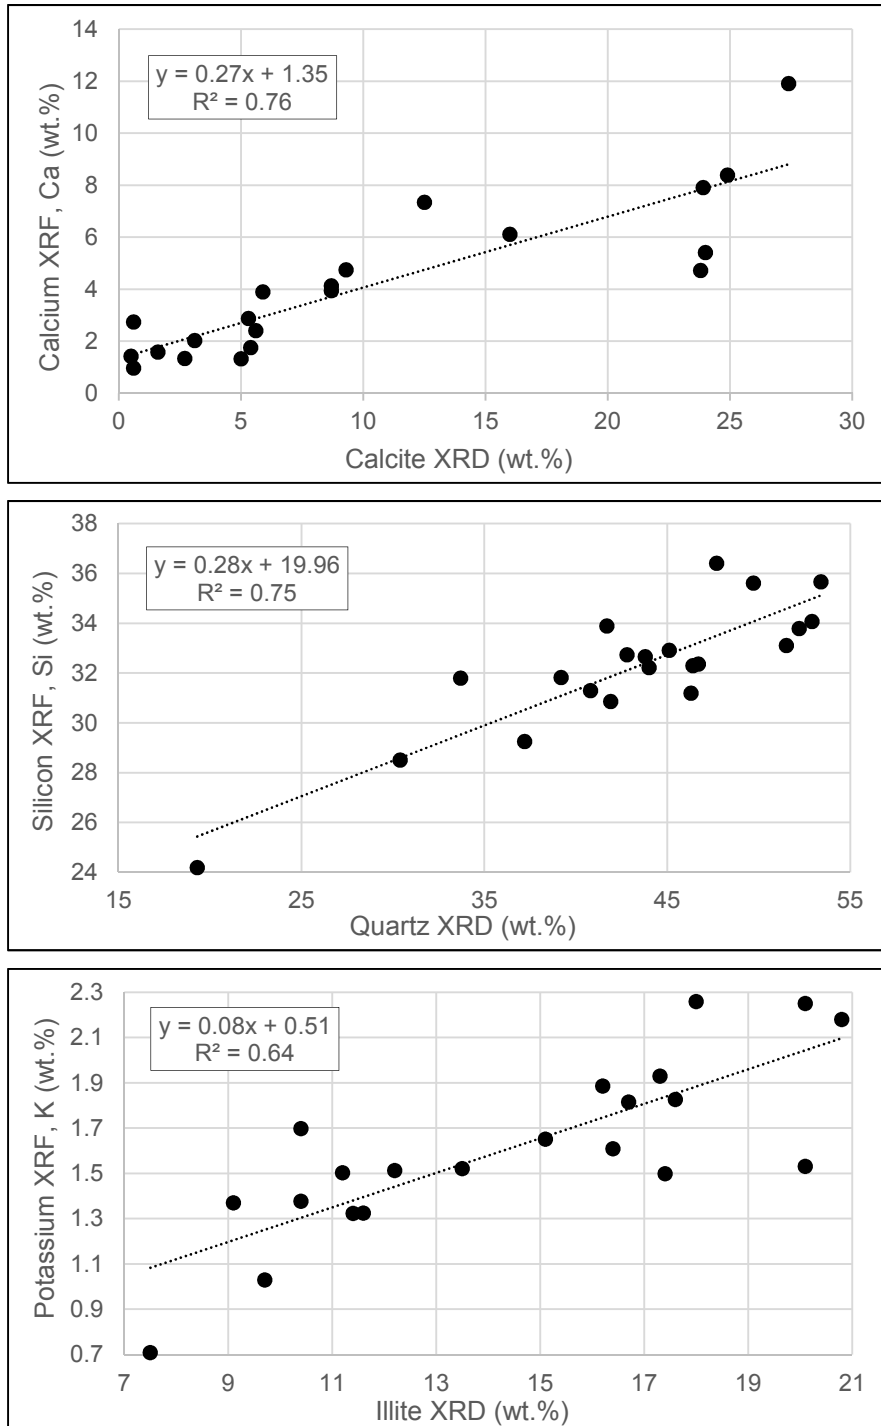 14
12
10
8
6
4
2
0
Calcium XRF, Ca (wt.%)
y = 0.27x + 1.35
R² = 0.76
0 5 10 15 20 25 30
Calcite XRD (wt.%)
38
36
34
32
30
28
26
24
Silicon XRF, Si (wt.%)
y = 0.28x + 19.96
R² = 0.75
15 25 35 45 55
Quartz XRD (wt.%)
2.3
2.1
1.9
1.7
1.5
1.3
1.1
0.9
0.7
Potassium XRF, K (wt.%)
y = 0.08x + 0.51
R² = 0.64
7 9 11 13 15 17 19 21
Illite XRD (wt.%)